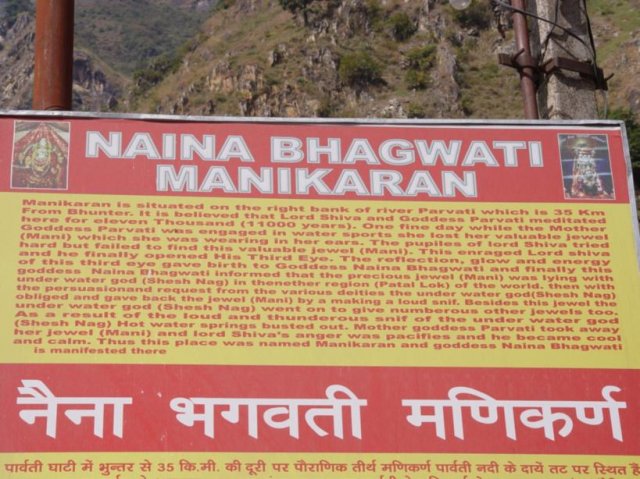 NAINA BHAGWATI
MANIKARAN
Manikaran is situated on the right bank of river Parvati which is 35 Km
From Bhunter. It is believed that Lord Shiva and Goddess Parvati meditated
here for eleven Thousand (11000 years). One fine day while the Mother
Goddess Parvati was engaged in water sports she lost her valuable jewel
(Mani) which she was wearing in her ears. The pupiles of lord Shiva tried
hard but failed to find this valuable jewel (Mani). This enraged Lord shiva
and he finally opened His Third Eye. The reflection, glow and energy
of this third eye gave birth to Goddess Naina Bhagwati and finally this
goddess Naina Bhagwati informed that the precious jewel (Mani) was lying with
under water god (Shesh Nag) in thenether region (Patal Lok) of the world. then with
the persuasionand request from the various deities the under water god(Shesh Nag)
obliged and gave back the jewel (Mani) by a making a loud snif. Besides this jewel the
under water god (Shesh Nag) went on to give numberous other jewels too.
As a result of the loud and thunderous snif of the under water god
(Shesh Nag) Hot water springs busted out. Mother goddess Parvati took away
her jewel (Mani) and lord Shiva's anger was pacifies and he became cool
and calm. Thus this place was named Manikaran and goddess Naina Bhagwati
is manifested there
नैना भगवती मणिकर्ण
पार्वती घाटी में भुन्तर से 35 कि.मी. की दूरी पर पौराणिक तीर्थ मणिकर्ण पार्वती नदी के दायें तट पर स्थित है